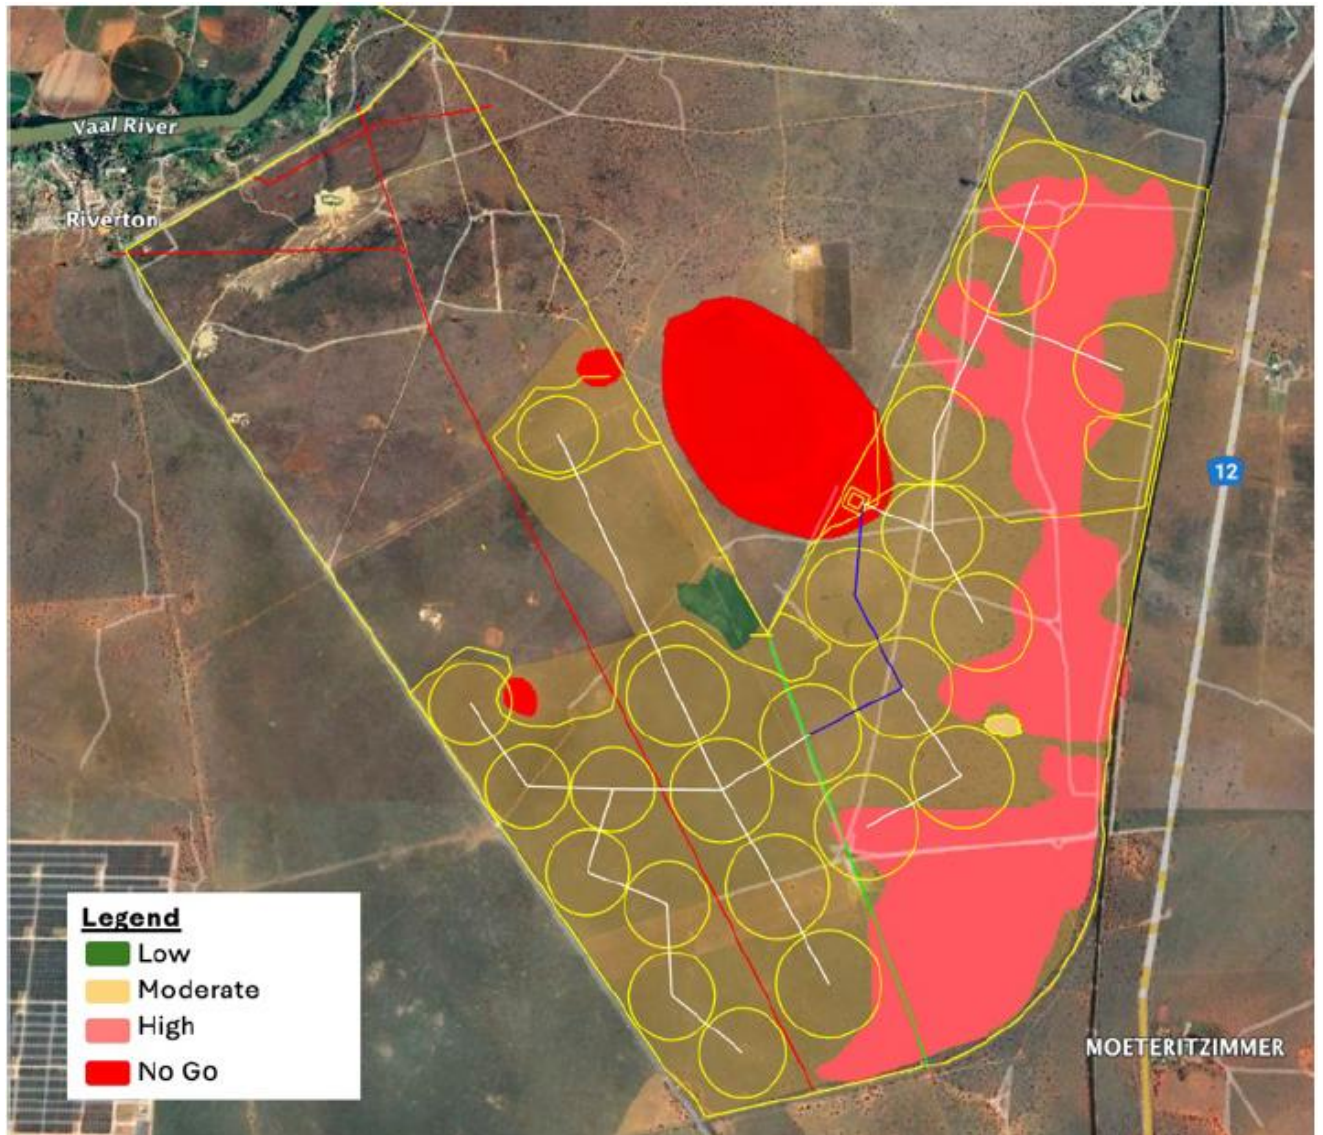 Vaal River
Riverton
12
Legend
Low
Moderate
High
No Go
MOETERITZIMMER